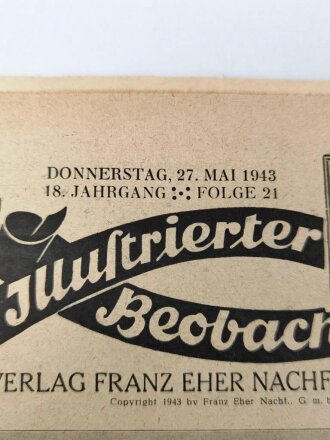 DONNERSTAG, 27. MAI 1943
18. JAHRGANG FOLGE 21
Illustrierter
Beobach
VERLAG FRANZ EHER NACHF
Copyright 1943 by Franz Eher Nachf., G. m. b